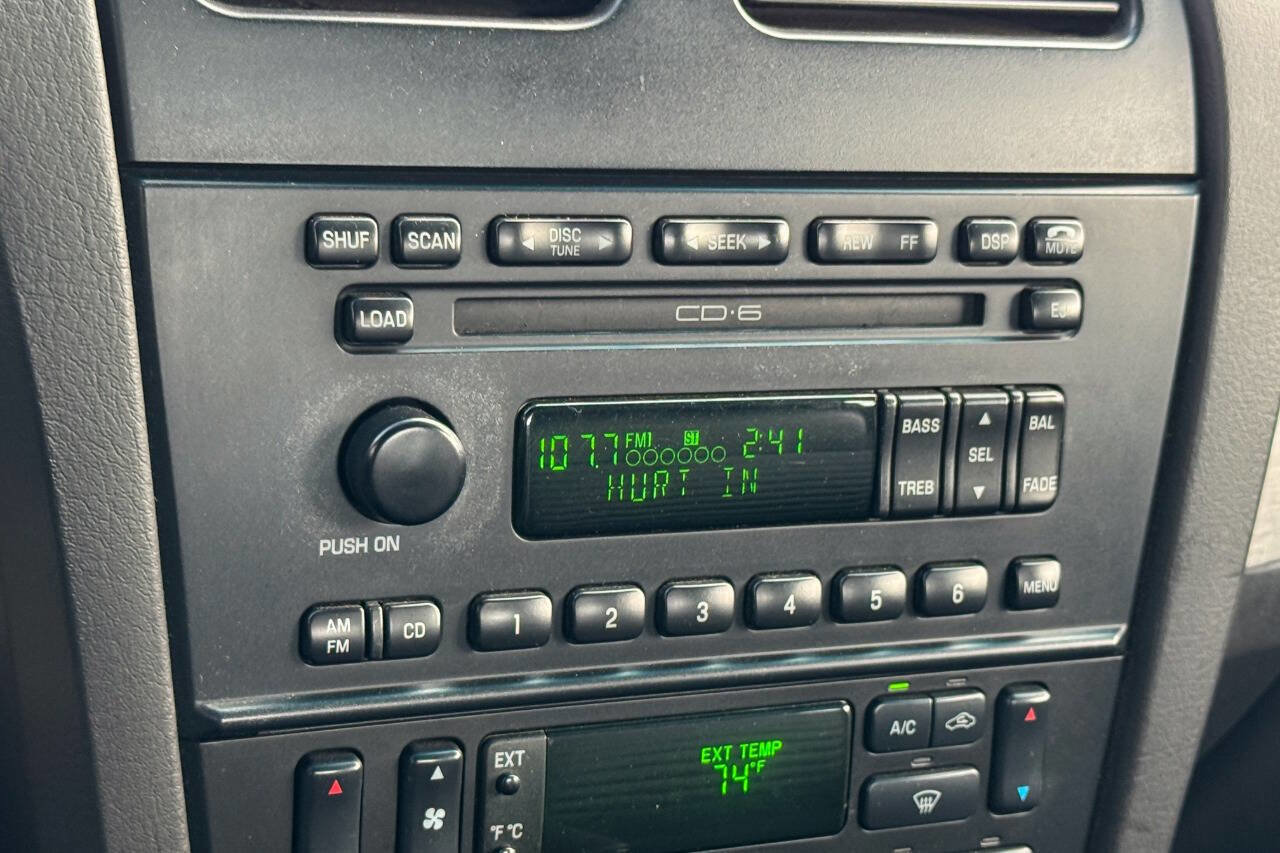 SHUF SCAN DISC TUNE SEEK REW FF DSP MUTE
LOAD CD·6 EJ
107.7 FM1 ST 2:41
HURT IN
BASS SEL BAL
TREB FADE
PUSH ON
AM FM CD 1 2 3 4 5 6 MENU
A/C
EXT EXT TEMP
74°F
°F °C